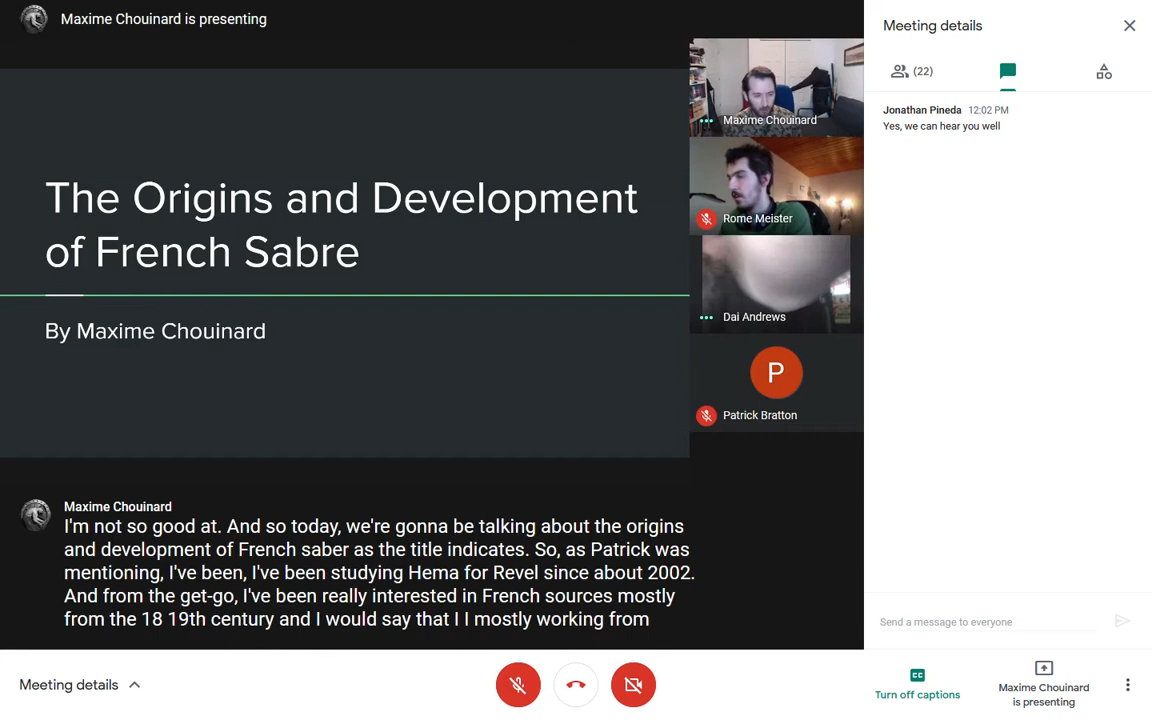 Maxime Chouinard is presenting
The Origins and Development
of French Sabre
By Maxime Chouinard
Maxime Chouinard
Rome Meister
Dai Andrews
P
Patrick Bratton
Maxime Chouinard
I'm not so good at. And so today, we're gonna be talking about the origins
and development of French saber as the title indicates. So, as Patrick was
mentioning, I've been, I've been studying Hema for Revel since about 2002.
And from the get-go, I've been really interested in French sources mostly
from the 18 19th century and I would say that I I mostly working from
Meeting details
(22)
Jonathan Pineda 12:02 PM
Yes, we can hear you well
Send a message to everyone
Meeting details
CC
Turn off captions
Maxime Chouinard
is presenting